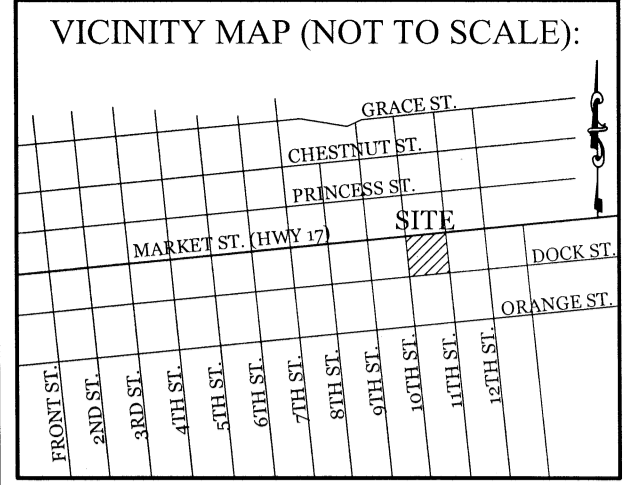 VICINITY MAP (NOT TO SCALE):
GRACE ST.
CHESTNUT ST.
PRINCESS ST.
SITE
MARKET ST. (HWY 17)
DOCK ST.
ORANGE ST.
FRONT ST.
2ND ST.
3RD ST.
4TH ST.
5TH ST.
6TH ST.
7TH ST.
8TH ST.
9TH ST.
10TH ST.
11TH ST.
12TH ST.